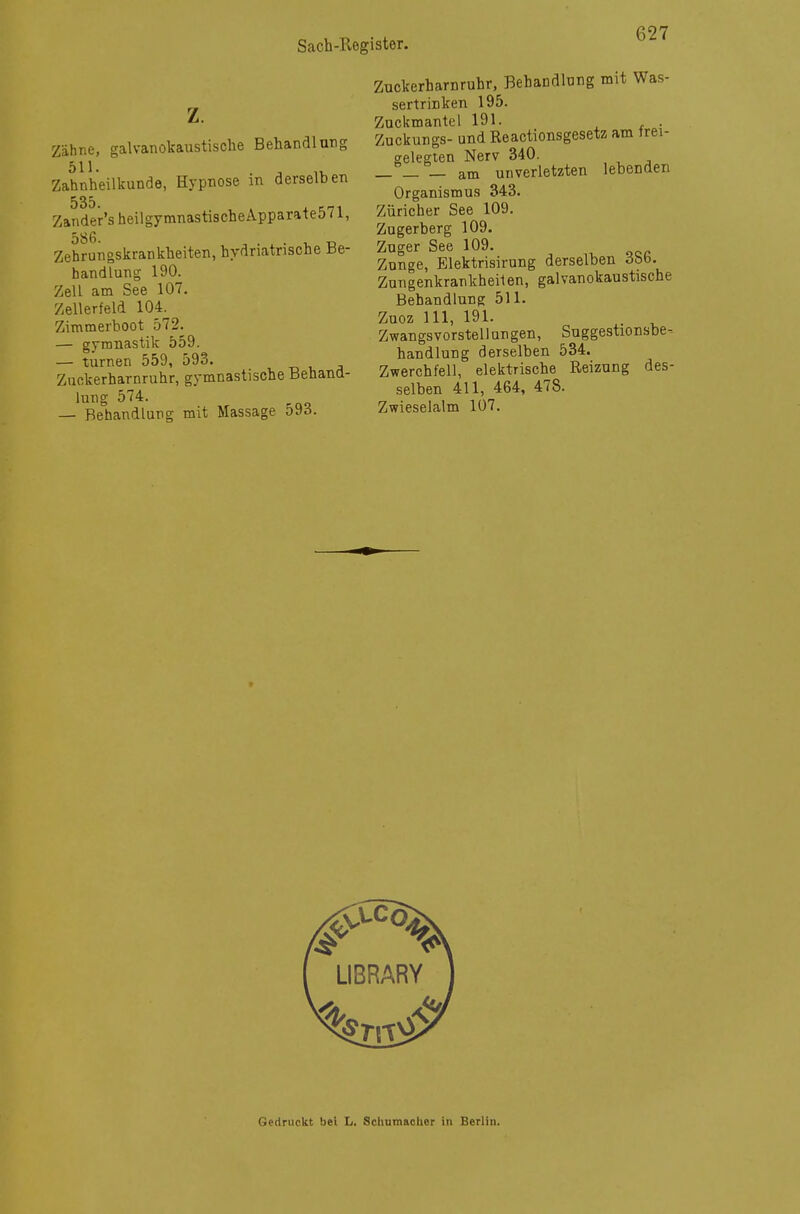 Sach-Register.
627
Z.
Zähne, galvanokaustische Behandlung
511.
Zahnheilkunde, Hypnose in derselben
535.
Zander's heilgymnastische Apparate 571,
586.
Zehrungskrankheiten, hydriatrische Be-
handlung 190.
Zell am See 107.
Zellerfeld 104.
Zimmerboot 572.
— gymnastik 559.
— turnen 559, 593.
Zuckerharnruhr, gymnastische Behand-
lung 574.
— Behandlung mit Massage 593.
Zuckerharnruhr, Behandlung mit Was-
sertrinken 195.
Zuckmantel 191.
Zuckungs- und Reactionsgesetz am frei-
gelegten Nerv 340.
— — — am unverletzten lebenden
Organismus 343.
Züricher See 109.
Zugerberg 109.
Zuger See 109.
Zunge, Elektrisirung derselben 386.
Zungenkrankheiten, galvanokaustische
Behandlung 511.
Zuoz 111, 191.
Zwangsvorstellungen, Suggestionsbe-
handlung derselben 534.
Zwerchfell, elektrische Reizung des-
selben 411, 464, 478.
Zwieselalm 107.
WELLCOME
LIBRARY
INSTITUTE
Gedruckt bei L. Schumacher in Berlin.